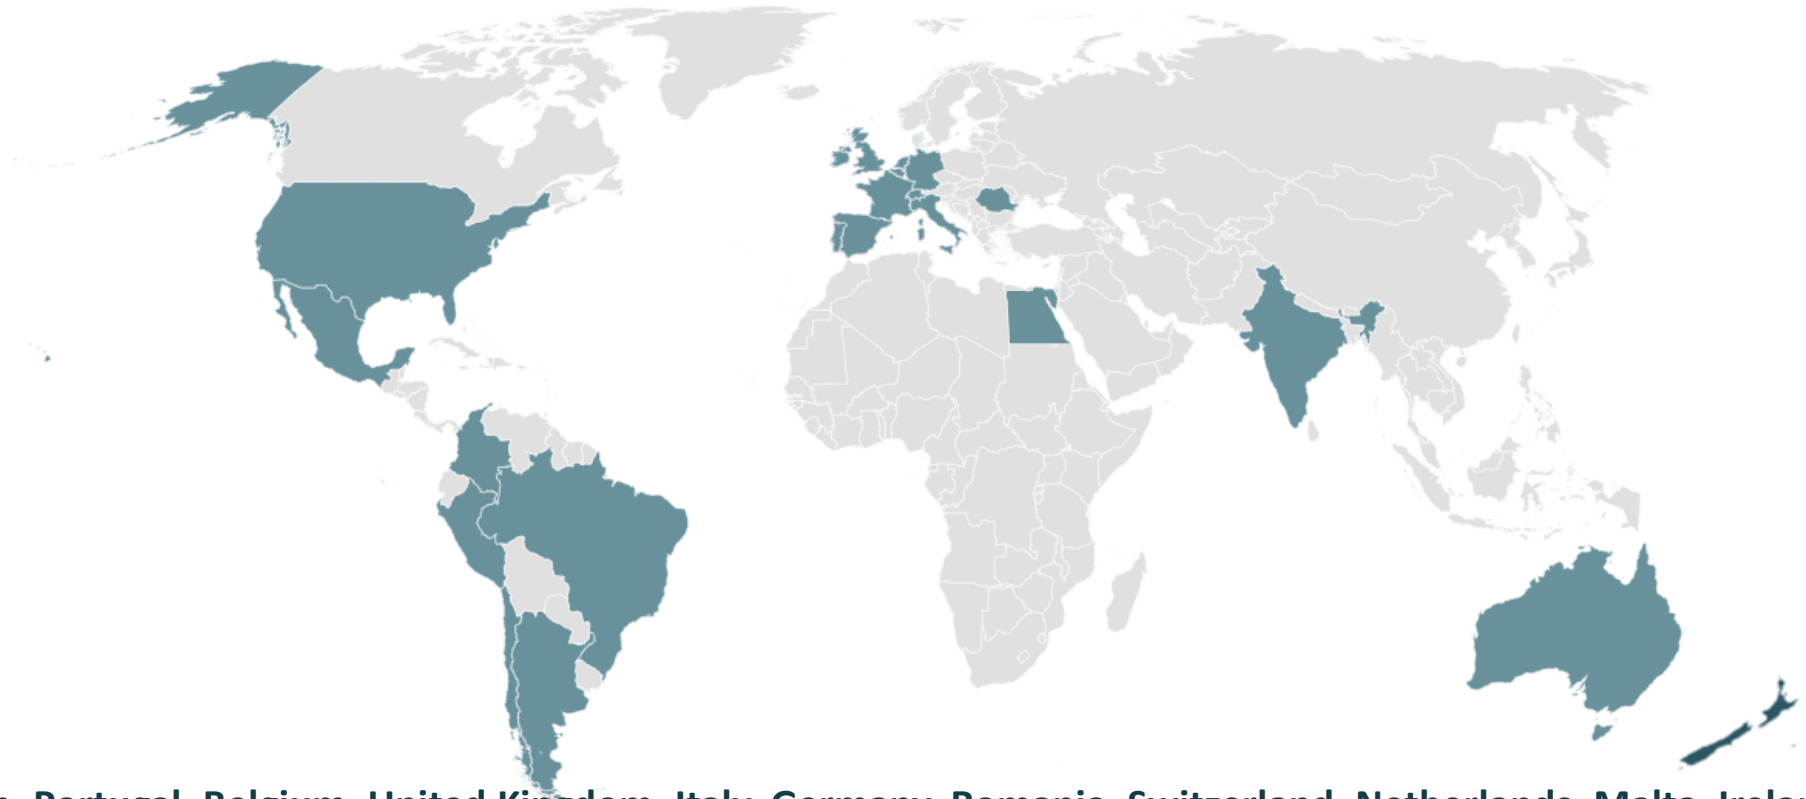 Portugal, Belgium, United Kingdom, Italy, Germany, Romania, Switzerland, Netherlands, Malta,